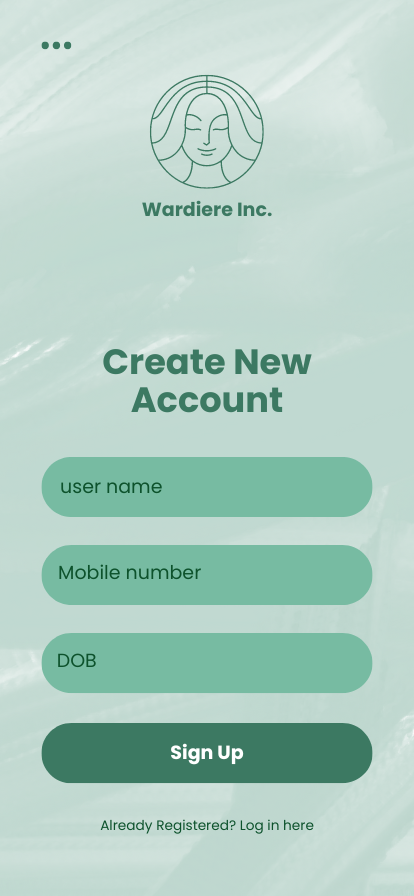 Wardiere Inc.
Create New
Account
user name
Mobile number
DOB
Sign Up
Already Registered? Log in here